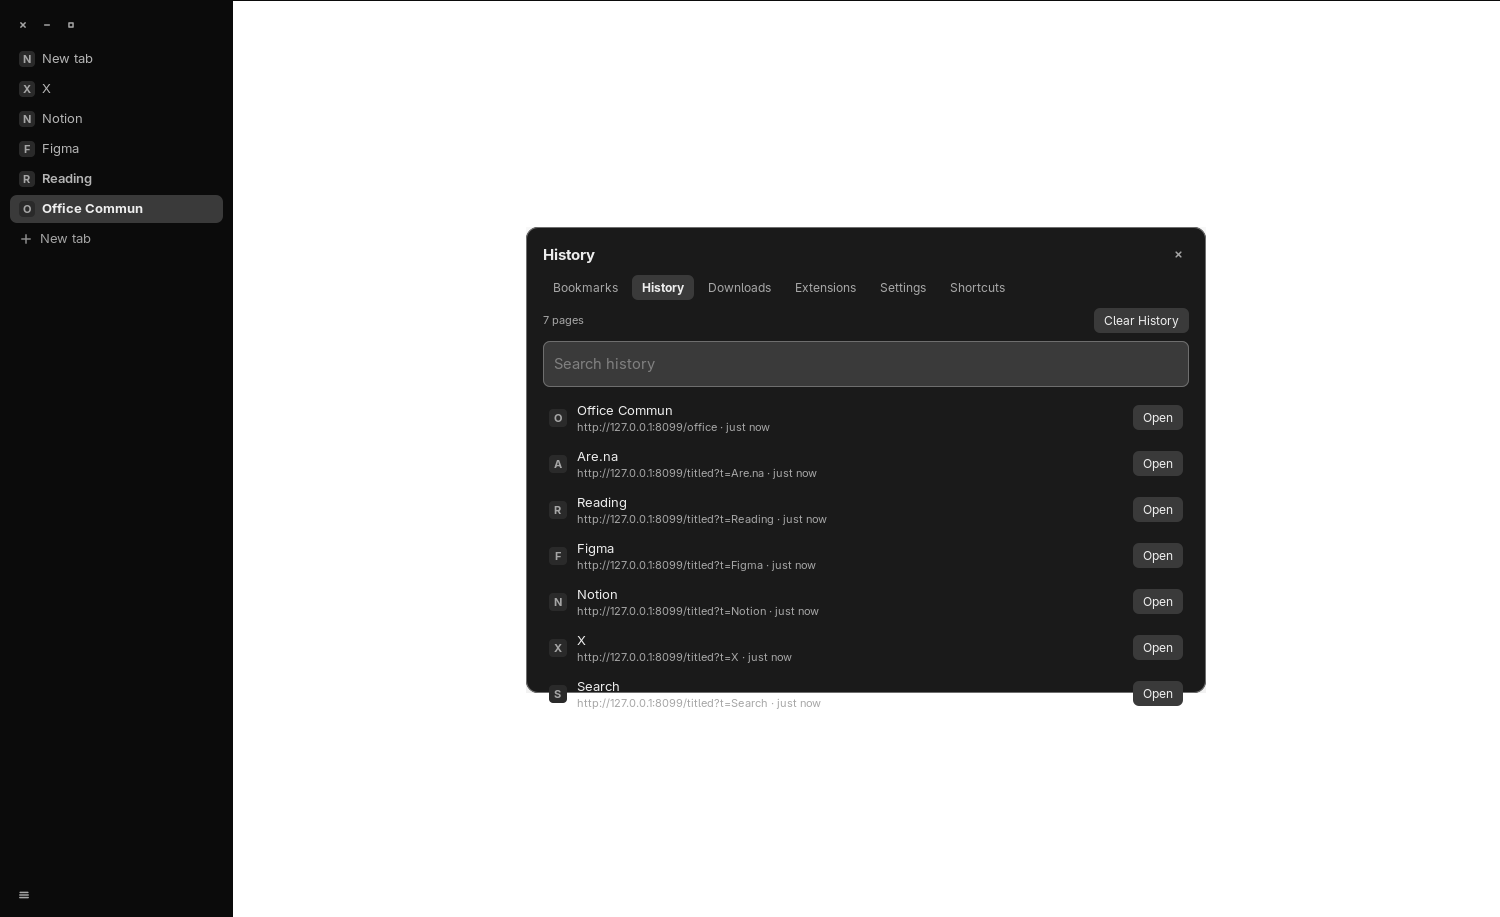 N New tab
X X
N Notion
F Figma
R Reading
O Office Commun
+ New tab
History
×
Bookmarks History Downloads Extensions Settings Shortcuts
7 pages
Clear History
Search history
O Office Commun
http://127.0.0.1:8099/office · just now
Open
A Are.na
http://127.0.0.1:8099/titled?t=Are.na · just now
Open
R Reading
http://127.0.0.1:8099/titled?t=Reading · just now
Open
F Figma
http://127.0.0.1:8099/titled?t=Figma · just now
Open
N Notion
http://127.0.0.1:8099/titled?t=Notion · just now
Open
X X
http://127.0.0.1:8099/titled?t=X · just now
Open
S Search
http://127.0.0.1:8099/titled?t=Search · just now
Open